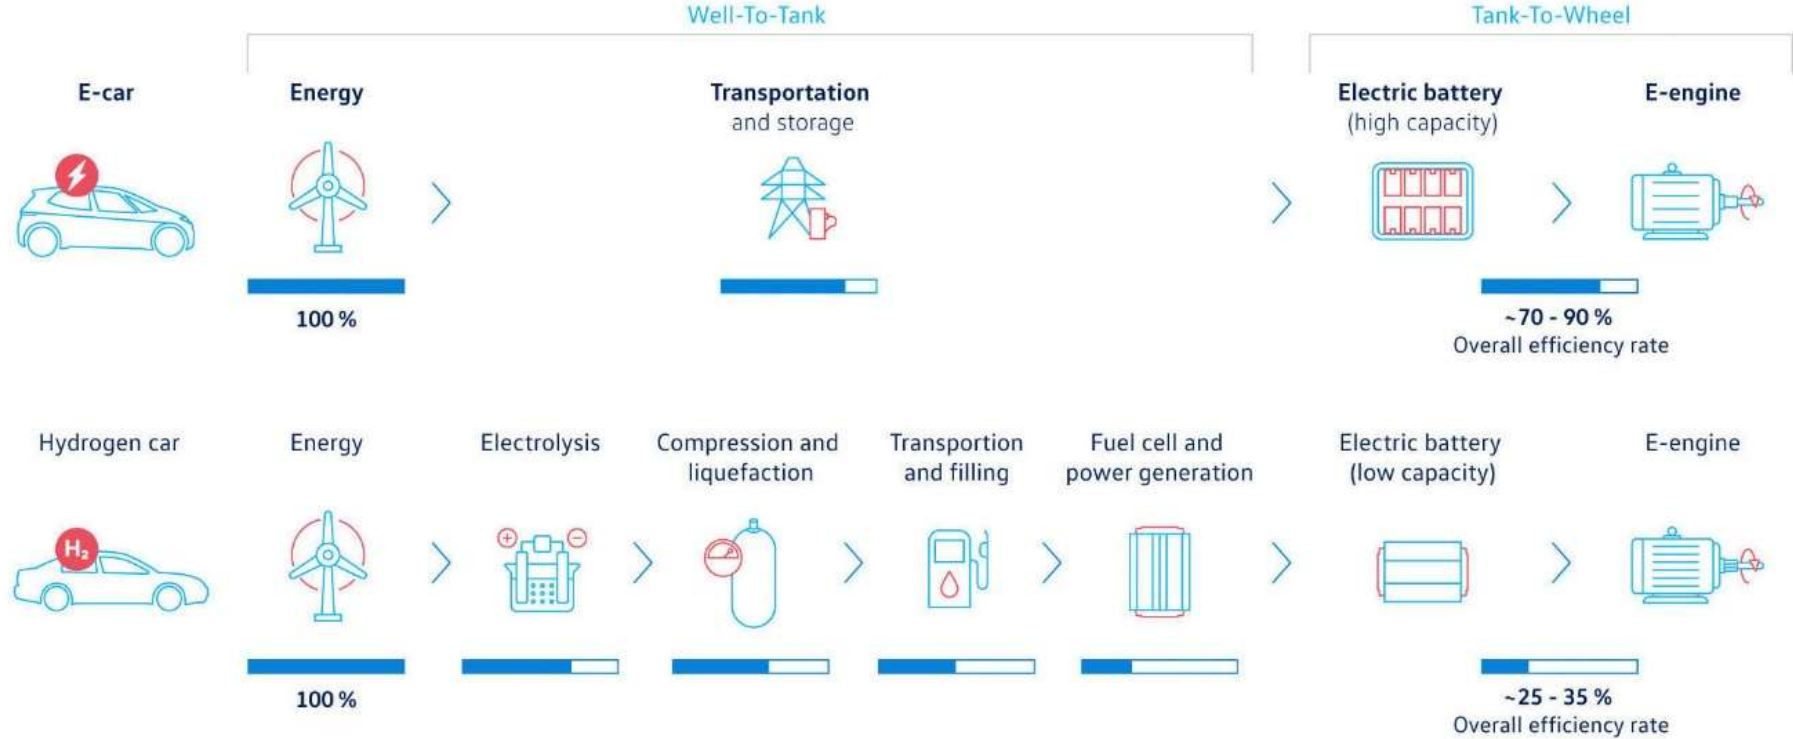 Well-To-Tank
Tank-To-Wheel
E-car
Energy
Transportation
and storage
Electric battery
(high capacity)
E-engine
100 %
~70 - 90 %
Overall efficiency rate
Hydrogen car
Energy
Electrolysis
Compression and
liquefaction
Transportion
and filling
Fuel cell and
power generation
Electric battery
(low capacity)
E-engine
H₂
100 %
~25 - 35 %
Overall efficiency rate